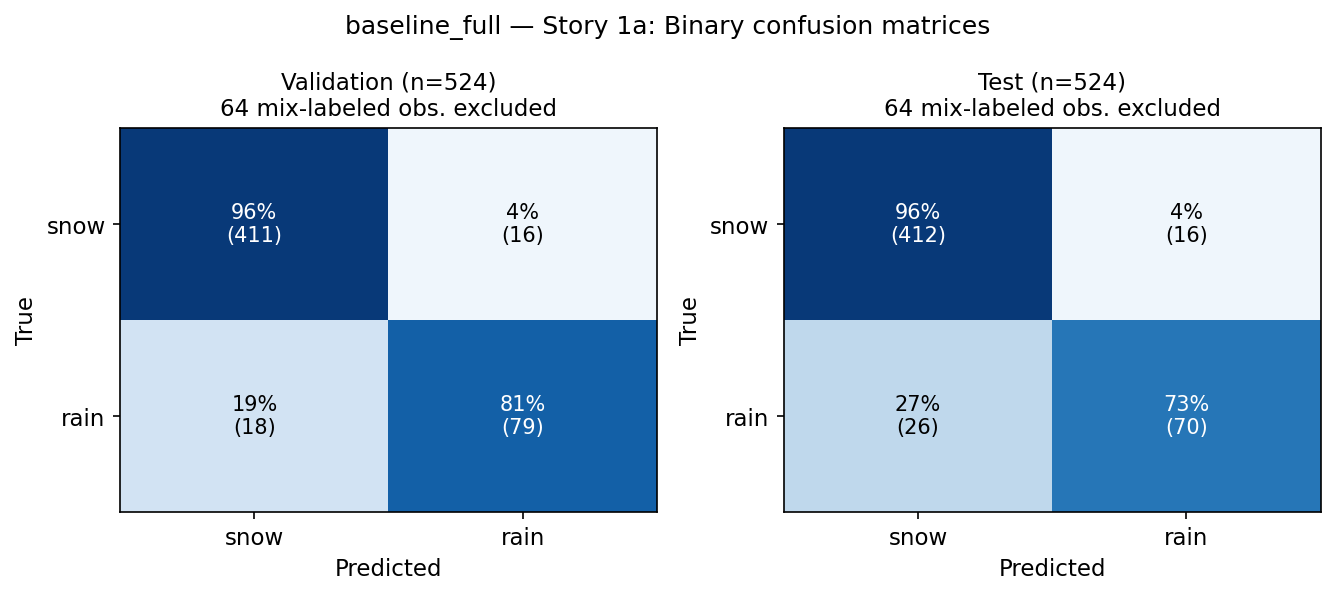 baseline_full — Story 1a: Binary confusion matrices
Validation (n=524)
64 mix-labeled obs. excluded
True
snow
96%
(411)
4%
(16)
rain
19%
(18)
81%
(79)
snow
rain
Predicted
Test (n=524)
64 mix-labeled obs. excluded
True
snow
96%
(412)
4%
(16)
rain
27%
(26)
73%
(70)
snow
rain
Predicted